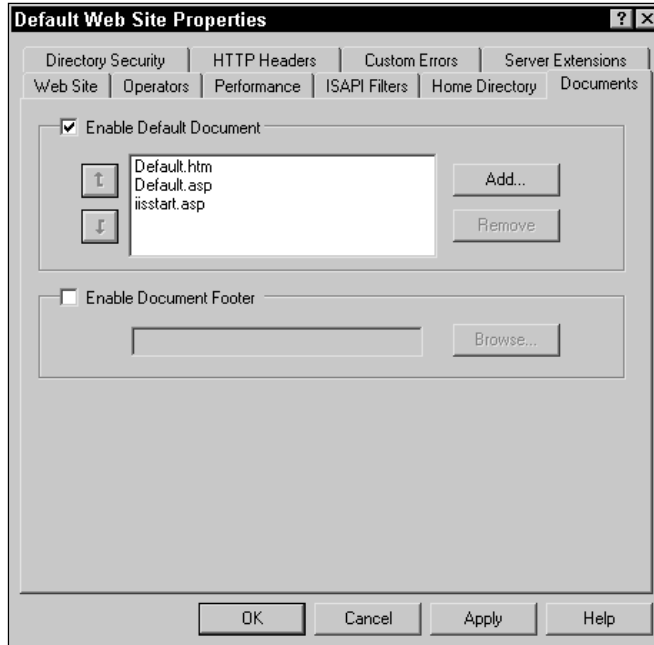 Default Web Site Properties
?
Directory Security HTTP Headers Custom Errors Server Extensions
Web Site Operators Performance ISAPI Filters Home Directory Documents
Enable Default Document
Default.htm
Default.asp
iisstart.asp
Add...
Remove
Enable Document Footer
Browse...
OK Cancel Apply Help